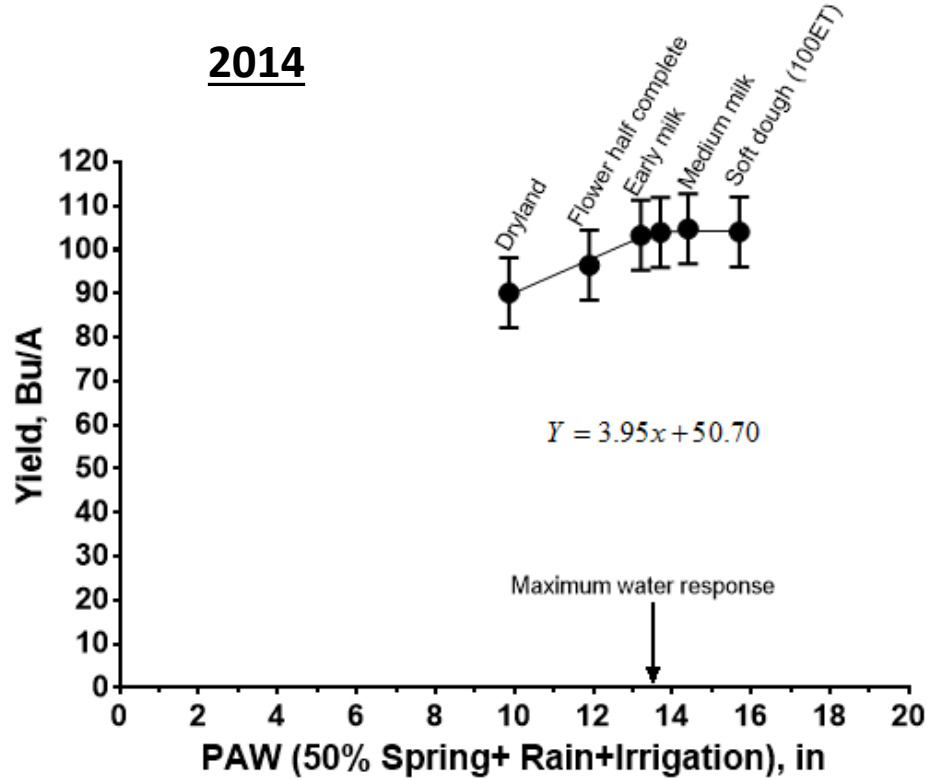 2014
Dryland
Flower half complete
Early milk
Medium milk
Soft dough (100ET)
120
110
100
90
80
70
60
50
40
30
20
10
0
Yield, Bu/A
Y = 3.95x + 50.70
Maximum water response
0 2 4 6 8 10 12 14 16 18 20
PAW (50% Spring+ Rain+Irrigation), in